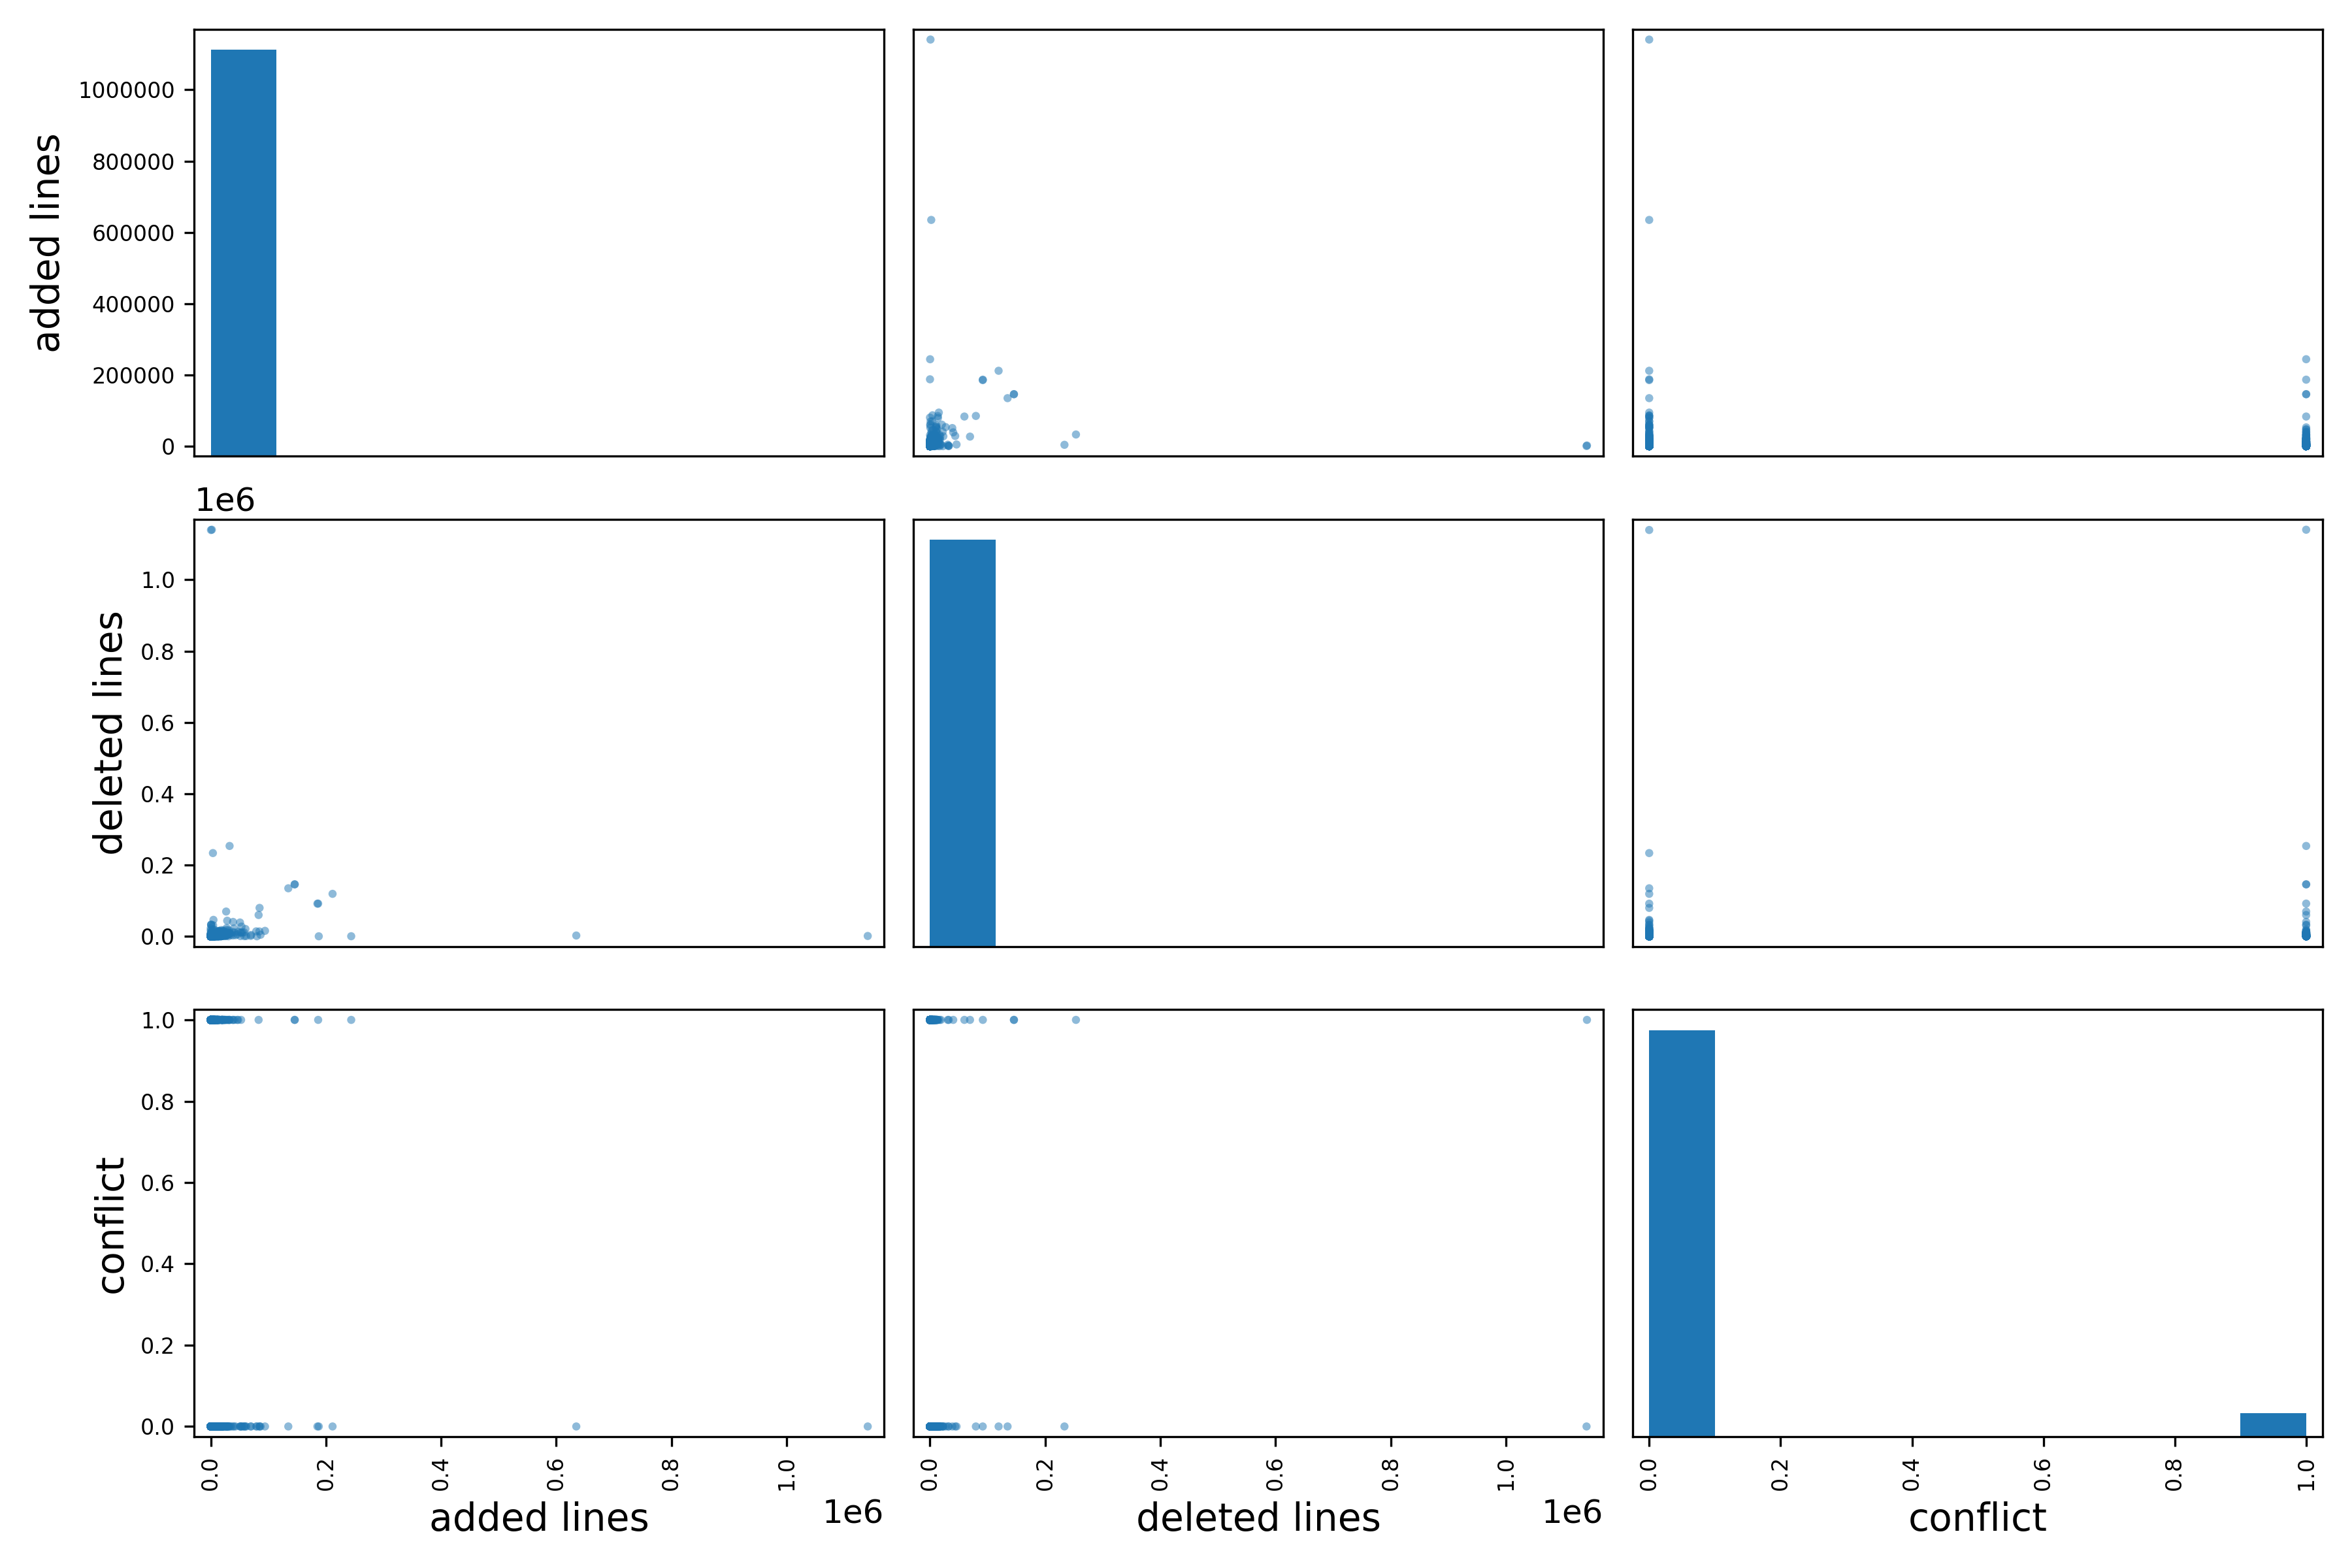 added lines
1000000
800000
600000
400000
200000
0
1e6
deleted lines
1.0
0.8
0.6
0.4
0.2
0.0
conflict
1.0
0.8
0.6
0.4
0.2
0.0
0.0 0.2 0.4 0.6 0.8 1.0
added lines 1e6
0.0 0.2 0.4 0.6 0.8 1.0
deleted lines 1e6
0.0 0.2 0.4 0.6 0.8 1.0
conflict